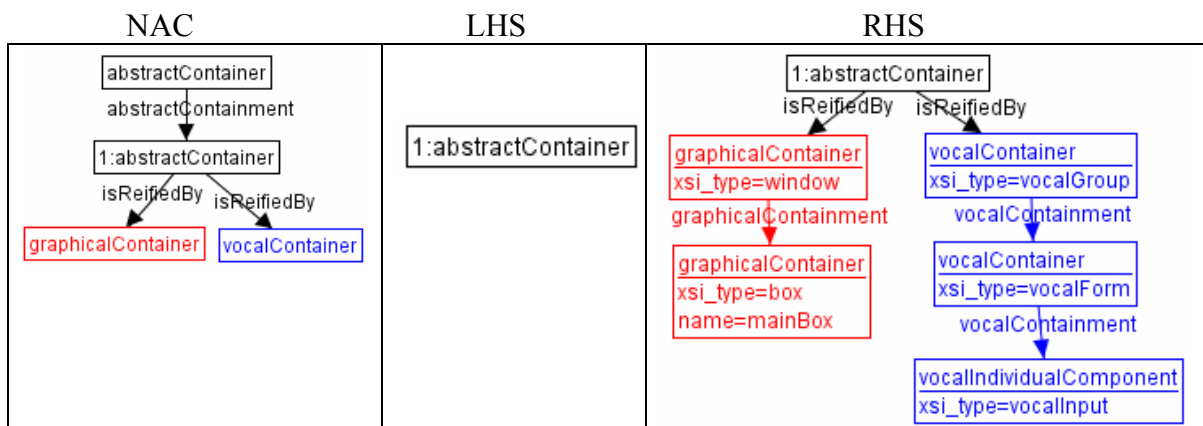 NAC
LHS
RHS
abstractContainer
abstractContainment
1:abstractContainer
isReifiedBy
isReifiedBy
graphicalContainer
vocalContainer
1:abstractContainer
1:abstractContainer
isReifiedBy
isReifiedBy
graphicalContainer
xsi_type=window
graphicalContainment
graphicalContainer
xsi_type=box
name=mainBox
vocalContainer
xsi_type=vocalGroup
vocalContainment
vocalContainer
xsi_type=vocalForm
vocalContainment
vocalIndividualComponent
xsi_type=vocalInput